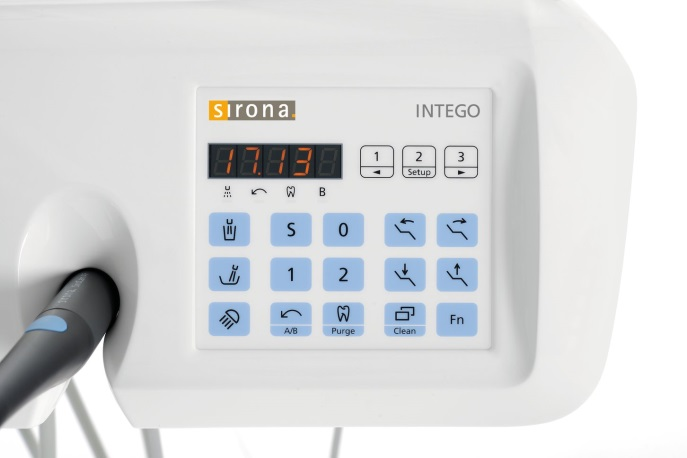 sirona.
INTEGO
17.13
1 2 3
◄ Setup ►
B
S 0
1 2
A/B Purge Clean Fn